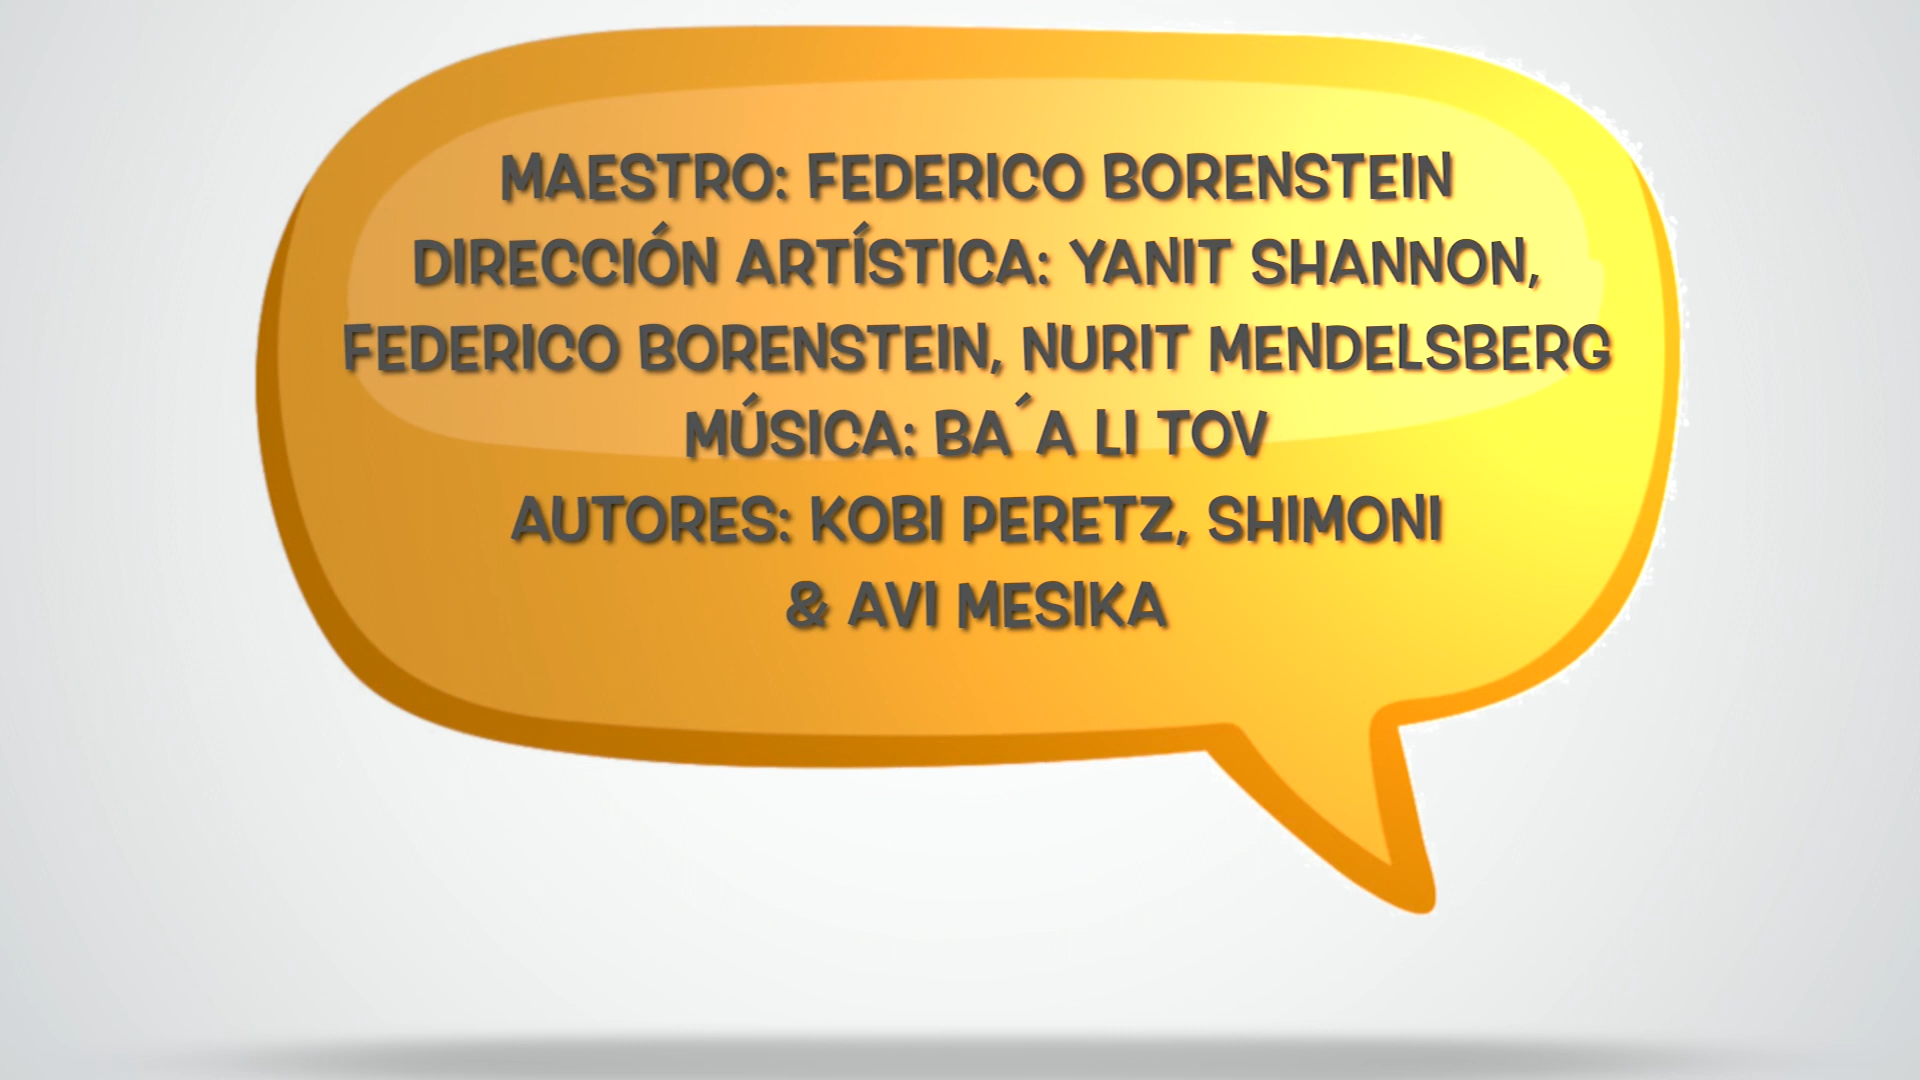 MAESTRO: FEDERICO BORENSTEIN
DIRECCIÓN ARTÍSTICA: YANIT SHANNON,
FEDERICO BORENSTEIN, NURIT MENDELSBERG
MÚSICA: BA´A LI TOV
AUTORES: KOBI PERETZ, SHIMONI
& AVI MESIKA